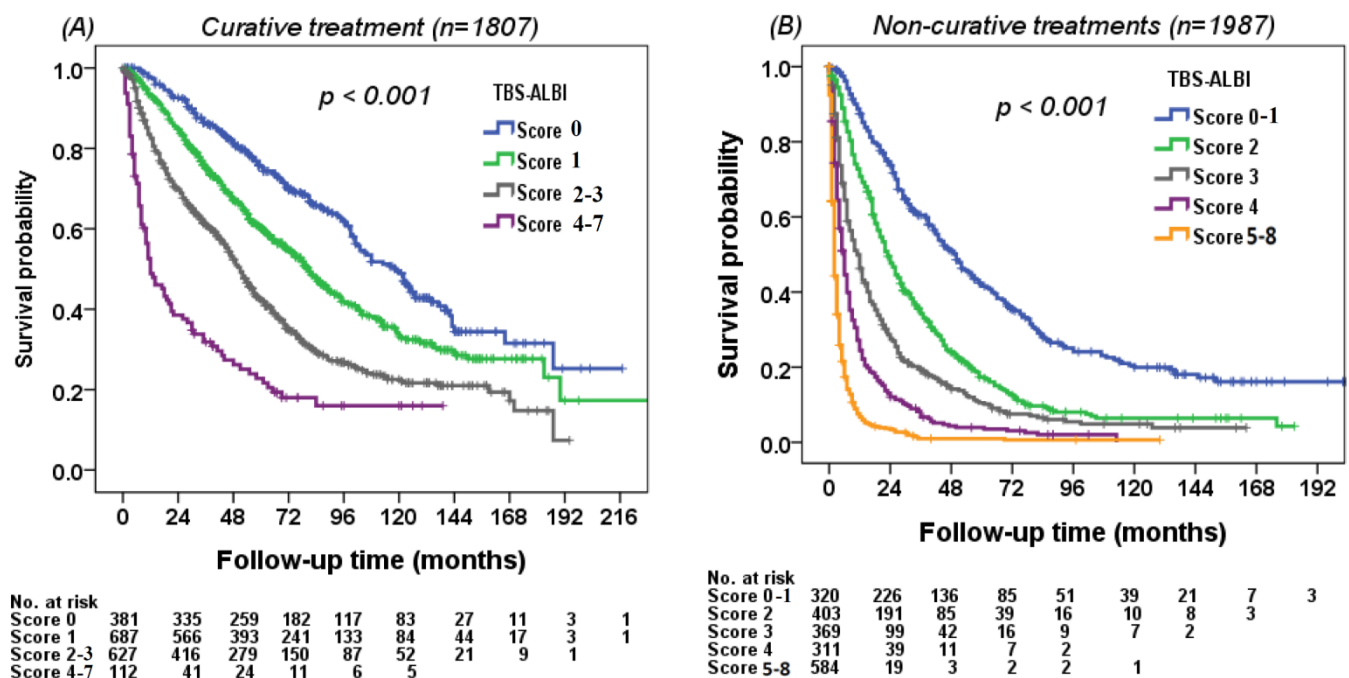 (A) Curative treatment (n=1807)
p < 0.001
TBS-ALBI
Score 0
Score 1
Score 2-3
Score 4-7
Survival probability
1.0
0.8
0.6
0.4
0.2
0.0
0 24 48 72 96 120 144 168 192 216
Follow-up time (months)
No. at risk
Score 0 381 335 259 182 117 83 27 11 3 1
Score 1 687 566 393 241 133 84 44 17 3 1
Score 2-3 627 416 279 150 87 52 21 9 1
Score 4-7 112 41 24 11 6 5
(B) Non-curative treatments (n=1987)
p < 0.001
TBS-ALBI
Score 0-1
Score 2
Score 3
Score 4
Score 5-8
Survival probability
1.0
0.8
0.6
0.4
0.2
0.0
0 24 48 72 96 120 144 168 192
Follow-up time (months)
No. at risk
Score 0-1 320 226 136 85 51 39 21 7 3
Score 2 403 191 85 39 16 10 8 3
Score 3 369 99 42 16 9 7 2
Score 4 311 39 11 7 2
Score 5-8 584 19 3 2 2 1